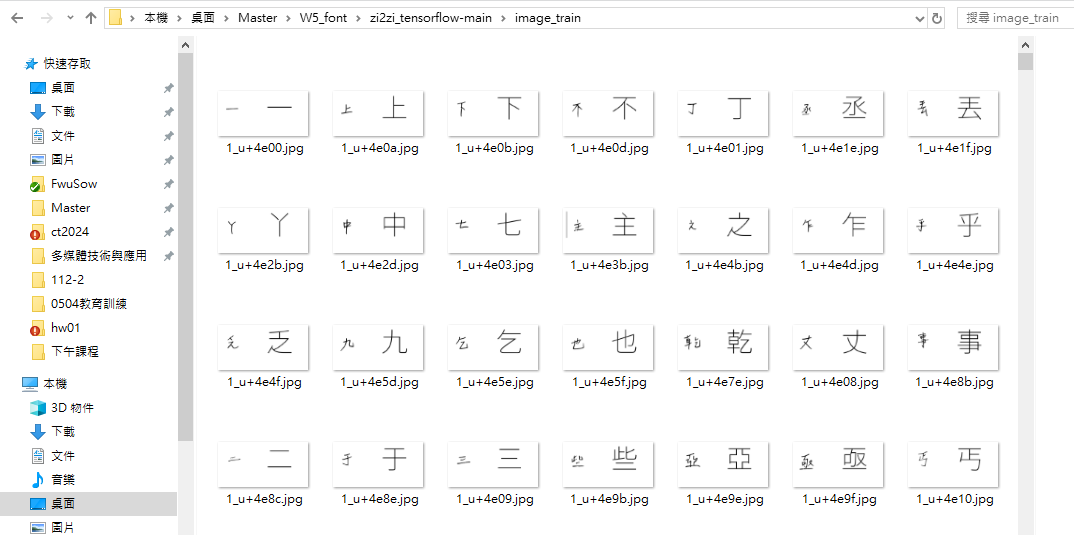 本機 > 桌面 > Master > W5_font > zi2zi_tensorflow-main > image_train
搜尋 image_train
快速存取
桌面
下載
文件
圖片
FwuSow
Master
ct2024
多媒體技術與應用
112-2
0504教育訓練
hw01
下午課程
本機
3D 物件
下載
文件
音樂
桌面
圖片
一 一 上 上 下 下 不 不 丁 丁 丞 丞 丟 丟
1_u+4e00.jpg 1_u+4e0a.jpg 1_u+4e0b.jpg 1_u+4e0d.jpg 1_u+4e01.jpg 1_u+4e1e.jpg 1_u+4e1f.jpg
丫 丫 中 中 七 七 主 主 之 之 乍 乍 乎 乎
1_u+4e2b.jpg 1_u+4e2d.jpg 1_u+4e03.jpg 1_u+4e3b.jpg 1_u+4e4b.jpg 1_u+4e4d.jpg 1_u+4e4e.jpg
乏 乏 九 九 乞 乞 也 也 乾 乾 丈 丈 事 事
1_u+4e4f.jpg 1_u+4e5d.jpg 1_u+4e5e.jpg 1_u+4e5f.jpg 1_u+4e7e.jpg 1_u+4e08.jpg 1_u+4e8b.jpg
二 二 于 于 三 三 些 些 亞 亞 亟 亟 丐 丐
1_u+4e8c.jpg 1_u+4e8e.jpg 1_u+4e09.jpg 1_u+4e9b.jpg 1_u+4e9e.jpg 1_u+4e9f.jpg 1_u+4e10.jpg